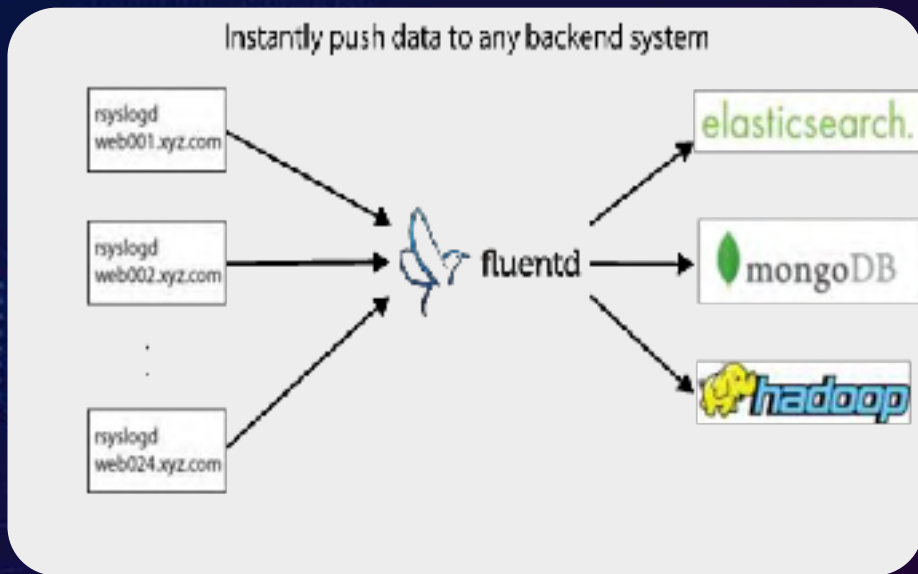 Instantly push data to any backend system
rsyslogd
web001.xyz.com
elasticsearch.
rsyslogd
web002.xyz.com
fluentd
mongoDB
rsyslogd
web024.xyz.com
hadoop